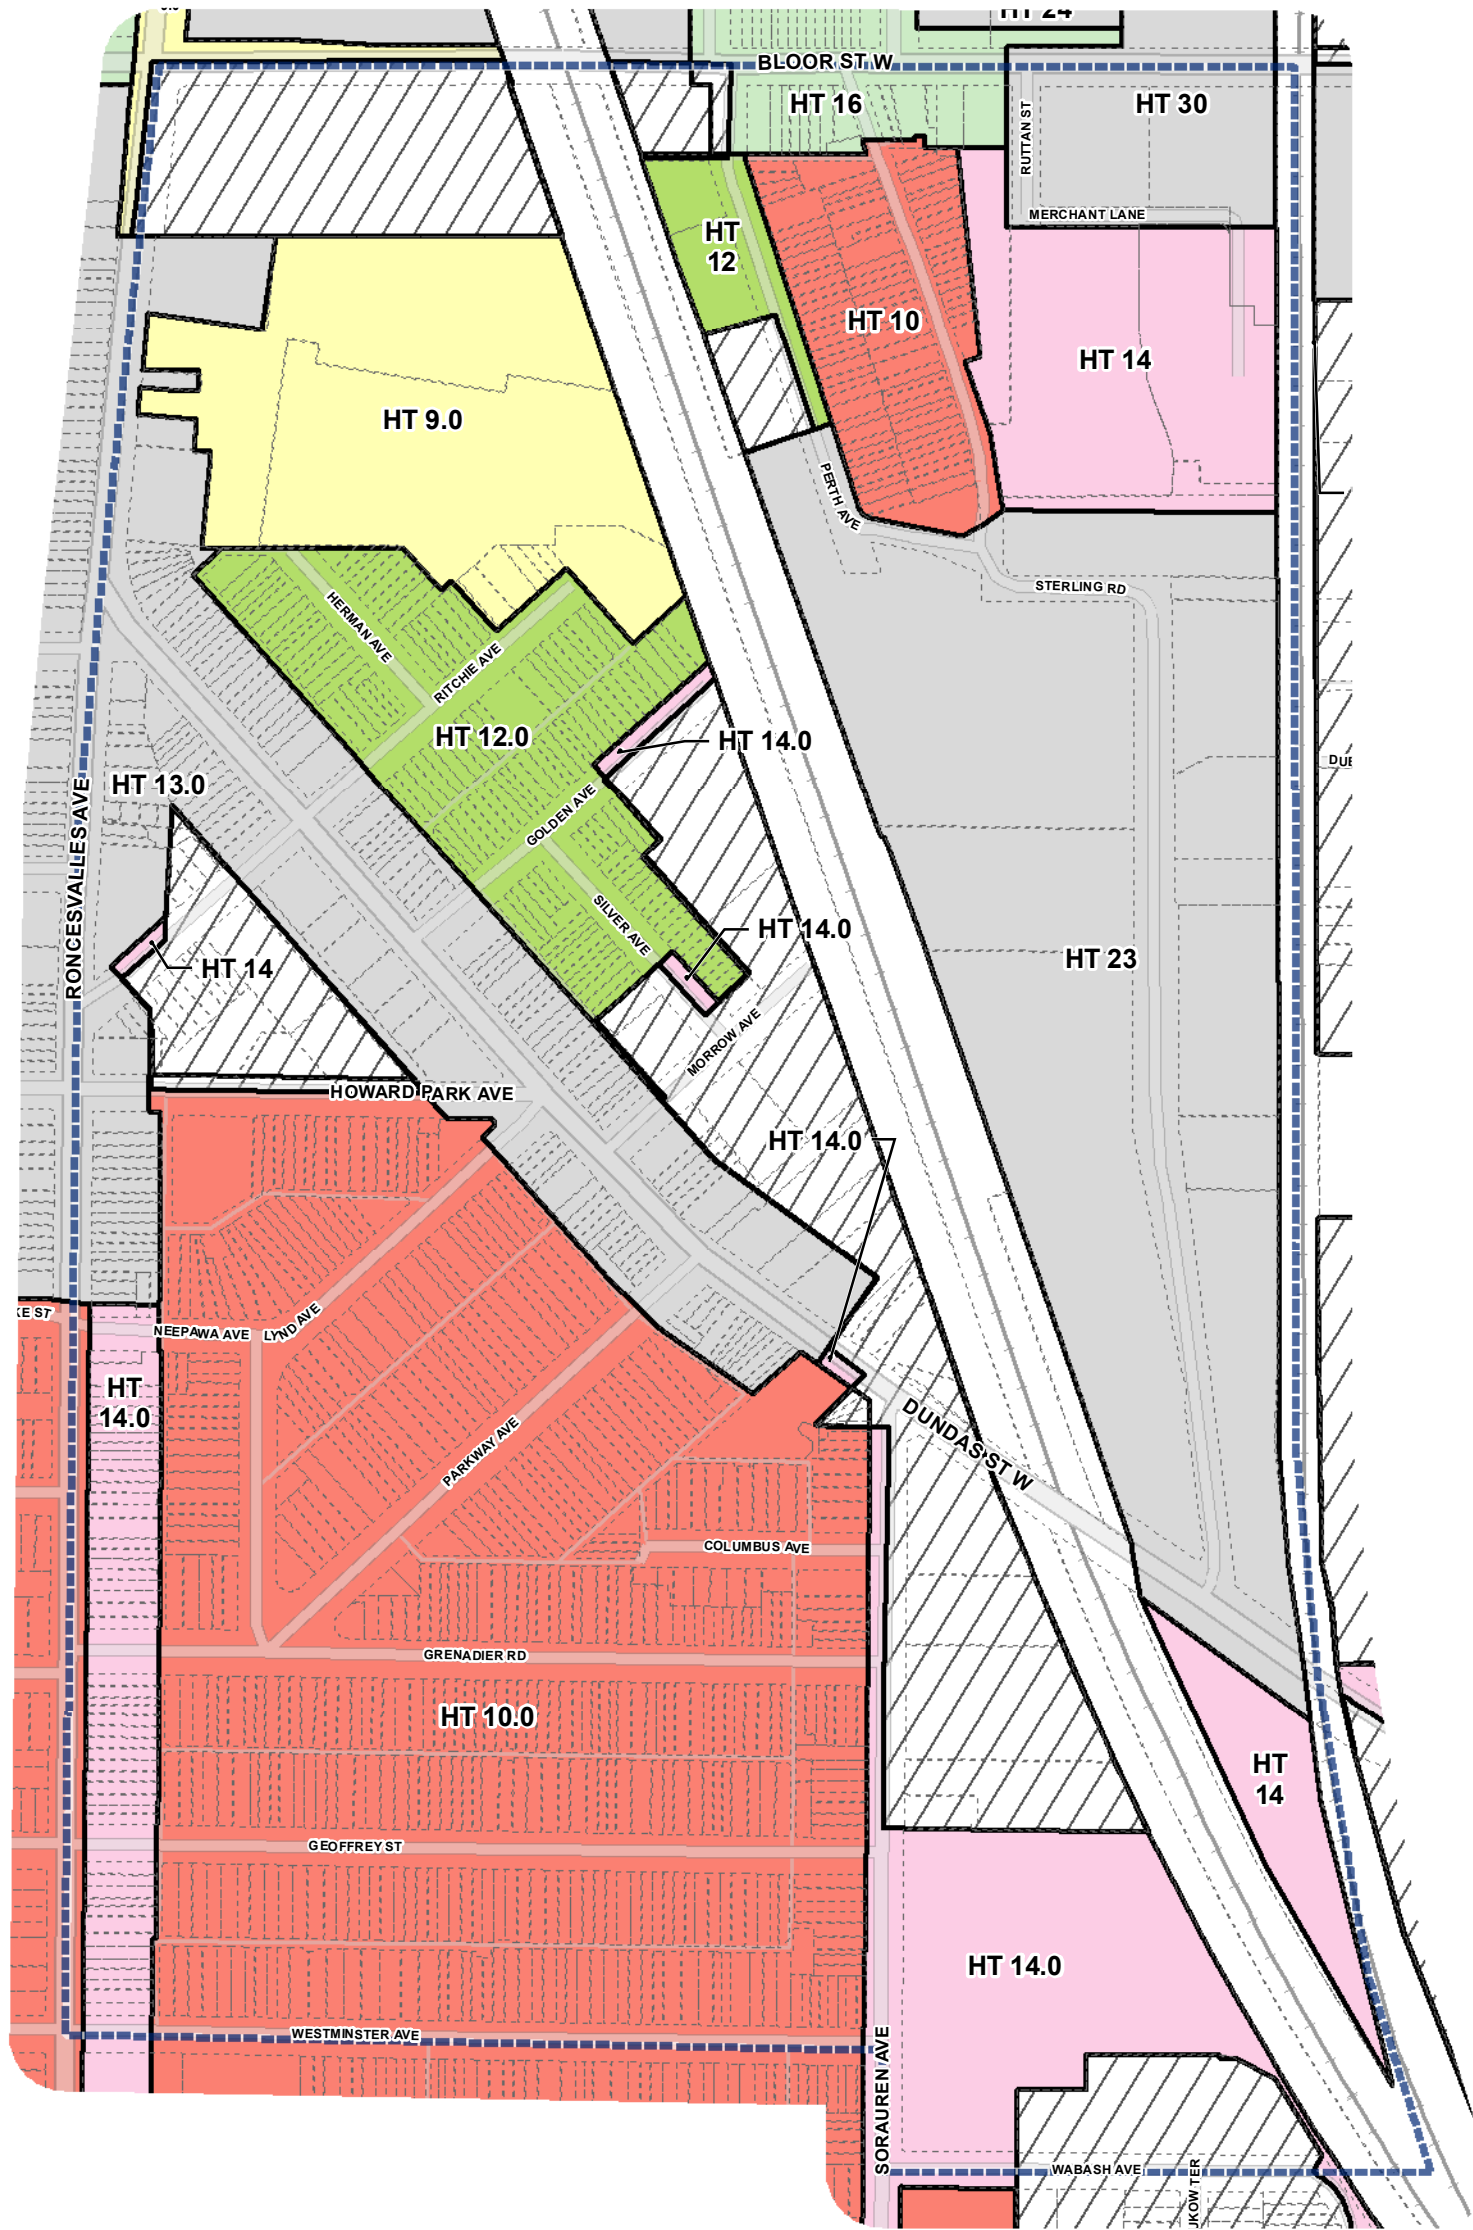 HT 24
BLOOR ST W
HT 16
HT 30
RUTTAN ST
MERCHANT LANE
HT
12
HT 10
HT 14
HT 9.0
PERTH AVE
STERLING RD
HERMAN AVE
RITCHIE AVE
HT 12.0
HT 14.0
HT 13.0
GOLDEN AVE
RONCESVALLES AVE
SILVER AVE
HT 14.0
HT 14
HT 23
MORROW AVE
HOWARD PARK AVE
HT 14.0
KE ST
NEEPAWA AVE
LYND AVE
HT
14.0
PARKWAY AVE
DUNDAS ST W
COLUMBUS AVE
GRENADIER RD
HT 10.0
HT
14
GEOFFREY ST
HT 14.0
WESTMINSTER AVE
SORAUREN AVE
WABASH AVE
UKOW TER